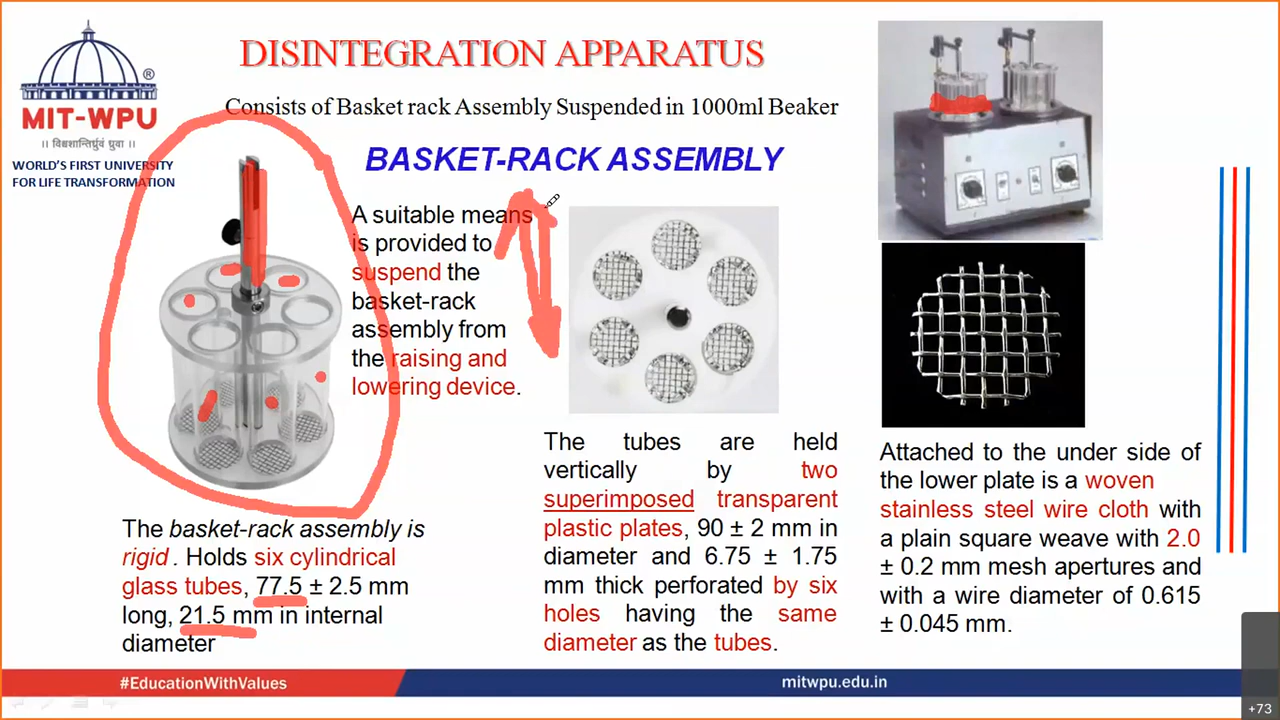 DISINTEGRATION APPARATUS
Consists of Basket rack Assembly Suspended in 1000ml Beaker
®
MIT-WPU
।। विश्वशान्तिर्ध्रुवं ध्रुवा ।।
WORLD'S FIRST UNIVERSITY
FOR LIFE TRANSFORMATION
BASKET-RACK ASSEMBLY
A suitable means
is provided to
suspend the
basket-rack
assembly from
the raising and
lowering device.
The basket-rack assembly is
rigid . Holds six cylindrical
glass tubes, 77.5 ± 2.5 mm
long, 21.5 mm in internal
diameter
The tubes are held
vertically by two
superimposed transparent
plastic plates, 90 ± 2 mm in
diameter and 6.75 ± 1.75
mm thick perforated by six
holes having the same
diameter as the tubes.
Attached to the under side of
the lower plate is a woven
stainless steel wire cloth with
a plain square weave with 2.0
± 0.2 mm mesh apertures and
with a wire diameter of 0.615
± 0.045 mm.
#EducationWithValues
mitwpu.edu.in
+73